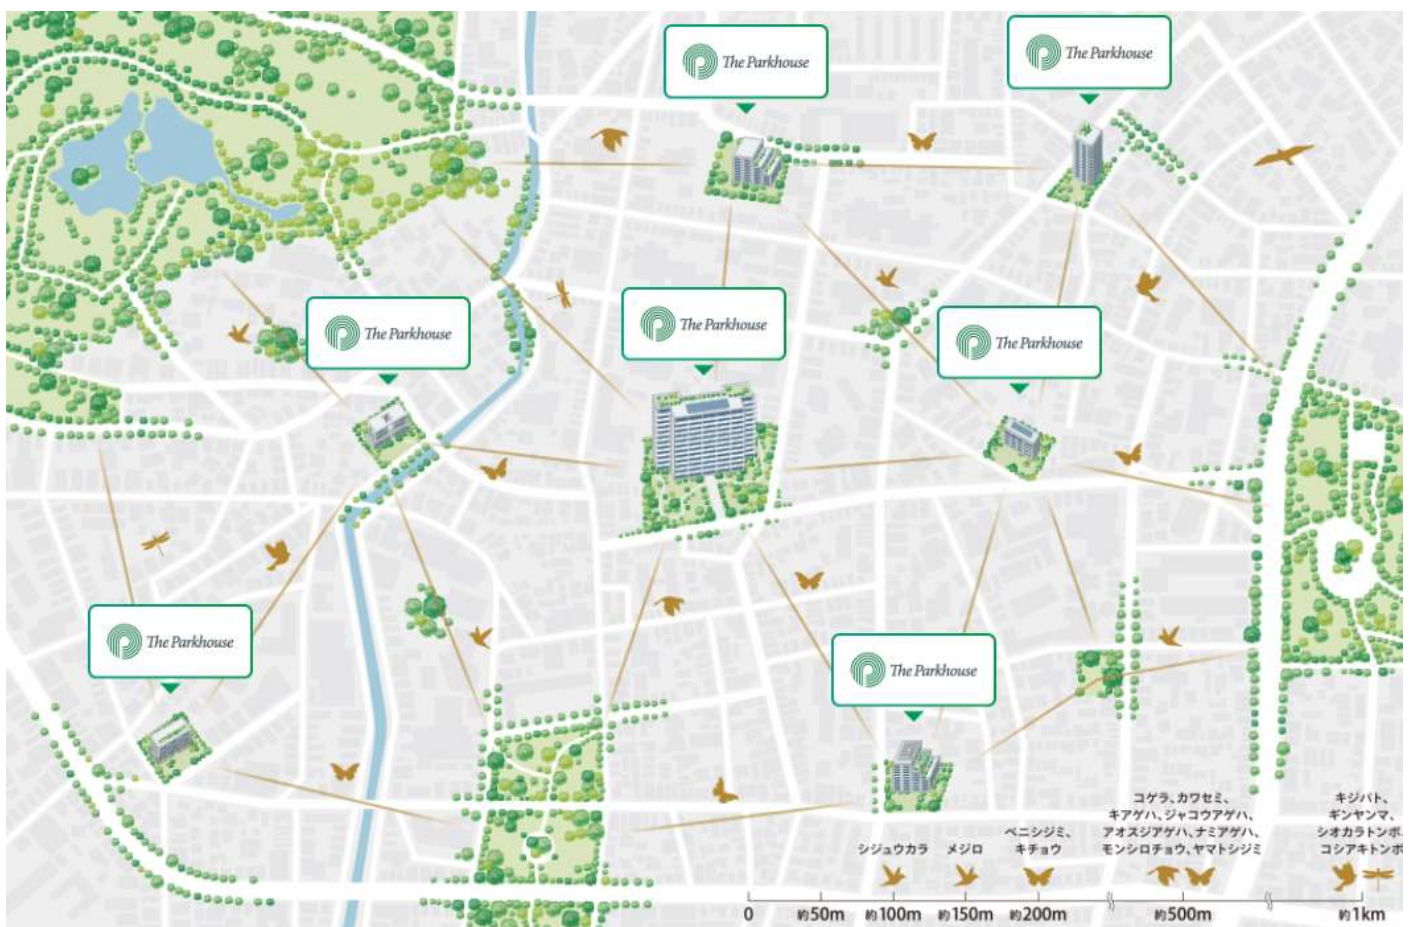 The Parkhouse
The Parkhouse
The Parkhouse
The Parkhouse
The Parkhouse
The Parkhouse
The Parkhouse
シジュウカラ
メジロ
ベニシジミ、
キチョウ
コゲラ、カワセミ、
キアゲハ、ジャコウアゲハ、
アオスジアゲハ、ナミアゲハ、
モンシロチョウ、ヤマトシジミ
キジバト、
ギンヤンマ、
シオカラトンボ、
コシアキトンボ
0 約50m 約100m 約150m 約200m 約500m 約1km